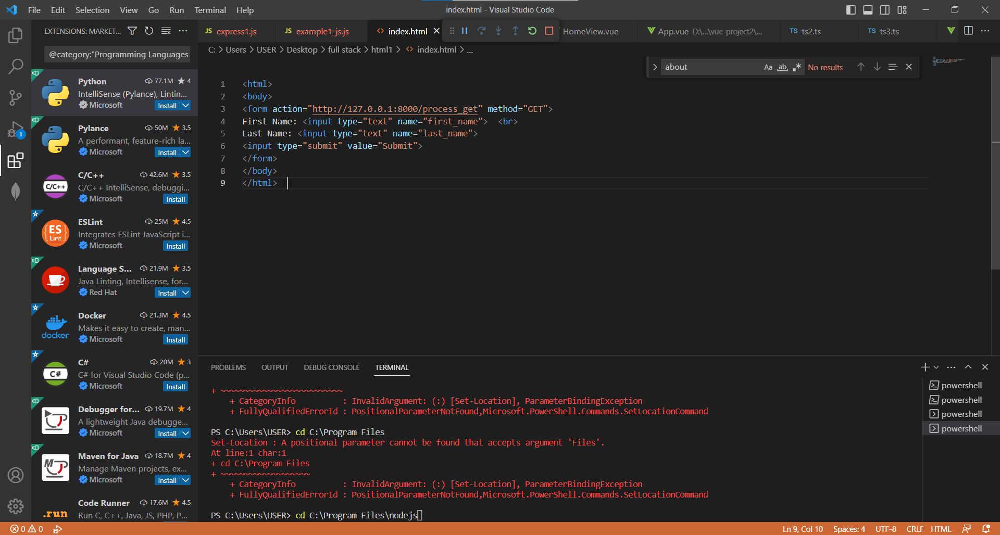 File Edit Selection View Go Run Terminal Help
index.html - Visual Studio Code
EXTENSIONS: MARKET...
@category:"Programming Languages
Python 77.1M 4
IntelliSense (Pylance), Lintin...
Microsoft Install
Pylance 50M 3.5
A performant, feature-rich la...
Microsoft Install
C/C++
C/C++ 42.6M 3.5
C/C++ IntelliSense, debuggi...
Microsoft Install
ES Lint
ESLint 25M 4.5
Integrates ESLint JavaScript i...
Microsoft Install
Language S... 21.9M 3.5
Java Linting, Intellisense, for...
Red Hat Install
docker
Docker 21.3M 4.5
Makes it easy to create, man...
Microsoft Install
C#
C# 20M 3
C# for Visual Studio Code (p...
Microsoft Install
Debugger for... 19.7M 4
A lightweight Java debugge...
Microsoft Install
M
Maven for Java 18.7M 4
Manage Maven projects, ex...
Microsoft Install
.run
Code Runner 17.6M 4.5
Run C, C++, Java, JS, PHP, P...
1
JS express1.js JS example1_js.js <> index.html HomeView.vue App.vue D:\...\vue-project2\... TS ts2.ts TS ts3.ts
C: > Users > USER > Desktop > full stack > html1 > <> index.html > ...
about Aa ab No results
1 <html>
2 <body>
3 <form action="http://127.0.0.1:8000/process_get" method="GET">
4 First Name: <input type="text" name="first_name"> <br>
5 Last Name: <input type="text" name="last_name">
6 <input type="submit" value="Submit">
7 </form>
8 </body>
9 </html>
PROBLEMS OUTPUT DEBUG CONSOLE TERMINAL
+ ~~~~~~~~~~~~~~~~~~~~~~~~~~
+ CategoryInfo : InvalidArgument: (:) [Set-Location], ParameterBindingException
+ FullyQualifiedErrorId : PositionalParameterNotFound,Microsoft.PowerShell.Commands.SetLocationCommand
PS C:\Users\USER> cd C:\Program Files
Set-Location : A positional parameter cannot be found that accepts argument 'Files'.
At line:1 char:1
+ cd C:\Program Files
+ ~~~~~~~~~~~~~~~~~~~
+ CategoryInfo : InvalidArgument: (:) [Set-Location], ParameterBindingException
+ FullyQualifiedErrorId : PositionalParameterNotFound,Microsoft.PowerShell.Commands.SetLocationCommand
PS C:\Users\USER> cd C:\Program Files\nodejs
powershell
powershell
powershell
powershell
0 0
Ln 9, Col 10 Spaces: 4 UTF-8 CRLF HTML